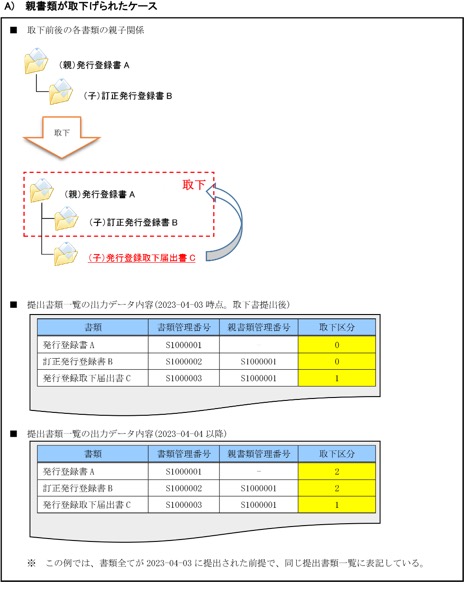 A) 親書類が取下げられたケース
■ 取下前後の各書類の親子関係
(親)発行登録書 A
(子)訂正発行登録書 B
取下
取下
(親)発行登録書 A
(子)訂正発行登録書 B
(子)発行登録取下届出書 C
■ 提出書類一覧の出力データ内容(2023-04-03 時点。取下書提出後)
書類 書類管理番号 親書類管理番号 取下区分
発行登録書 A S1000001 - 0
訂正発行登録書 B S1000002 S1000001 0
発行登録取下届出書 C S1000003 S1000001 1
■ 提出書類一覧の出力データ内容(2023-04-04 以降)
書類 書類管理番号 親書類管理番号 取下区分
発行登録書 A S1000001 - 2
訂正発行登録書 B S1000002 S1000001 2
発行登録取下届出書 C S1000003 S1000001 1
※ この例では、書類全てが 2023-04-03 に提出された前提で、同じ提出書類一覧に表記している。